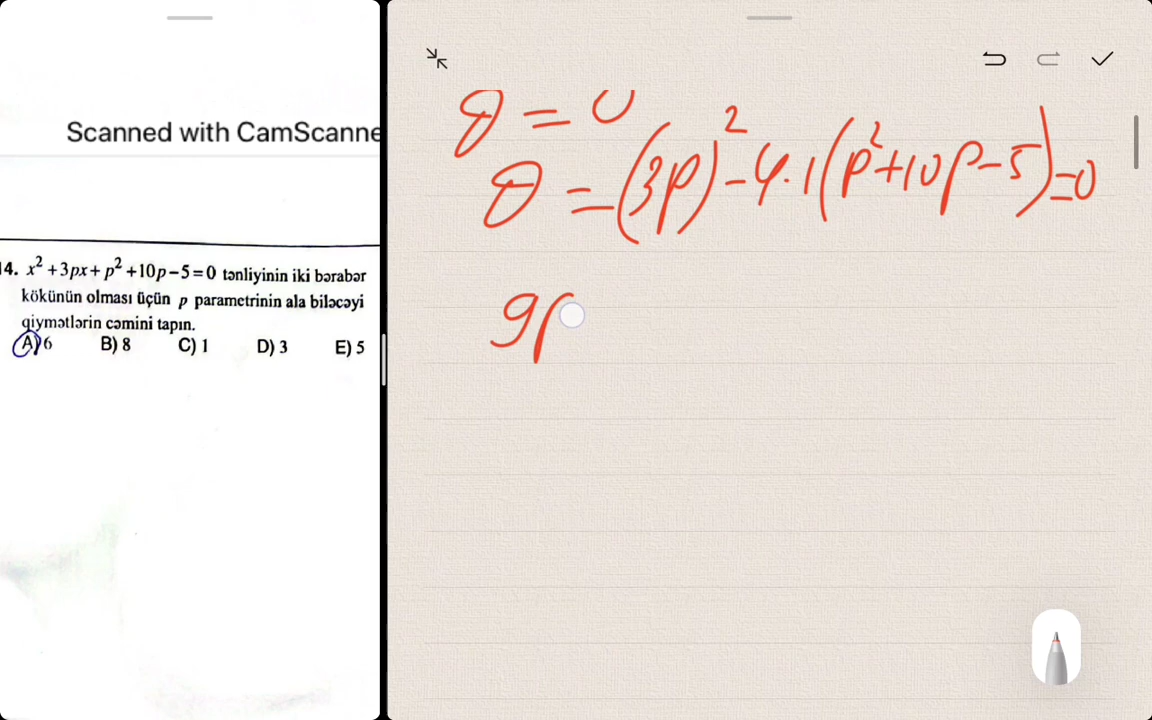 Scanned with CamScanne
14. x² +3px+ p² +10p−5=0 tənliyinin iki bərabər
kökünün olması üçün p parametrinin ala biləcəyi
qiymətlərin cəmini tapın.
A) 6 B) 8 C) 1 D) 3 E) 5
D = 0
D = (3p)² − 4·1(p²+10p−5)=0
9p